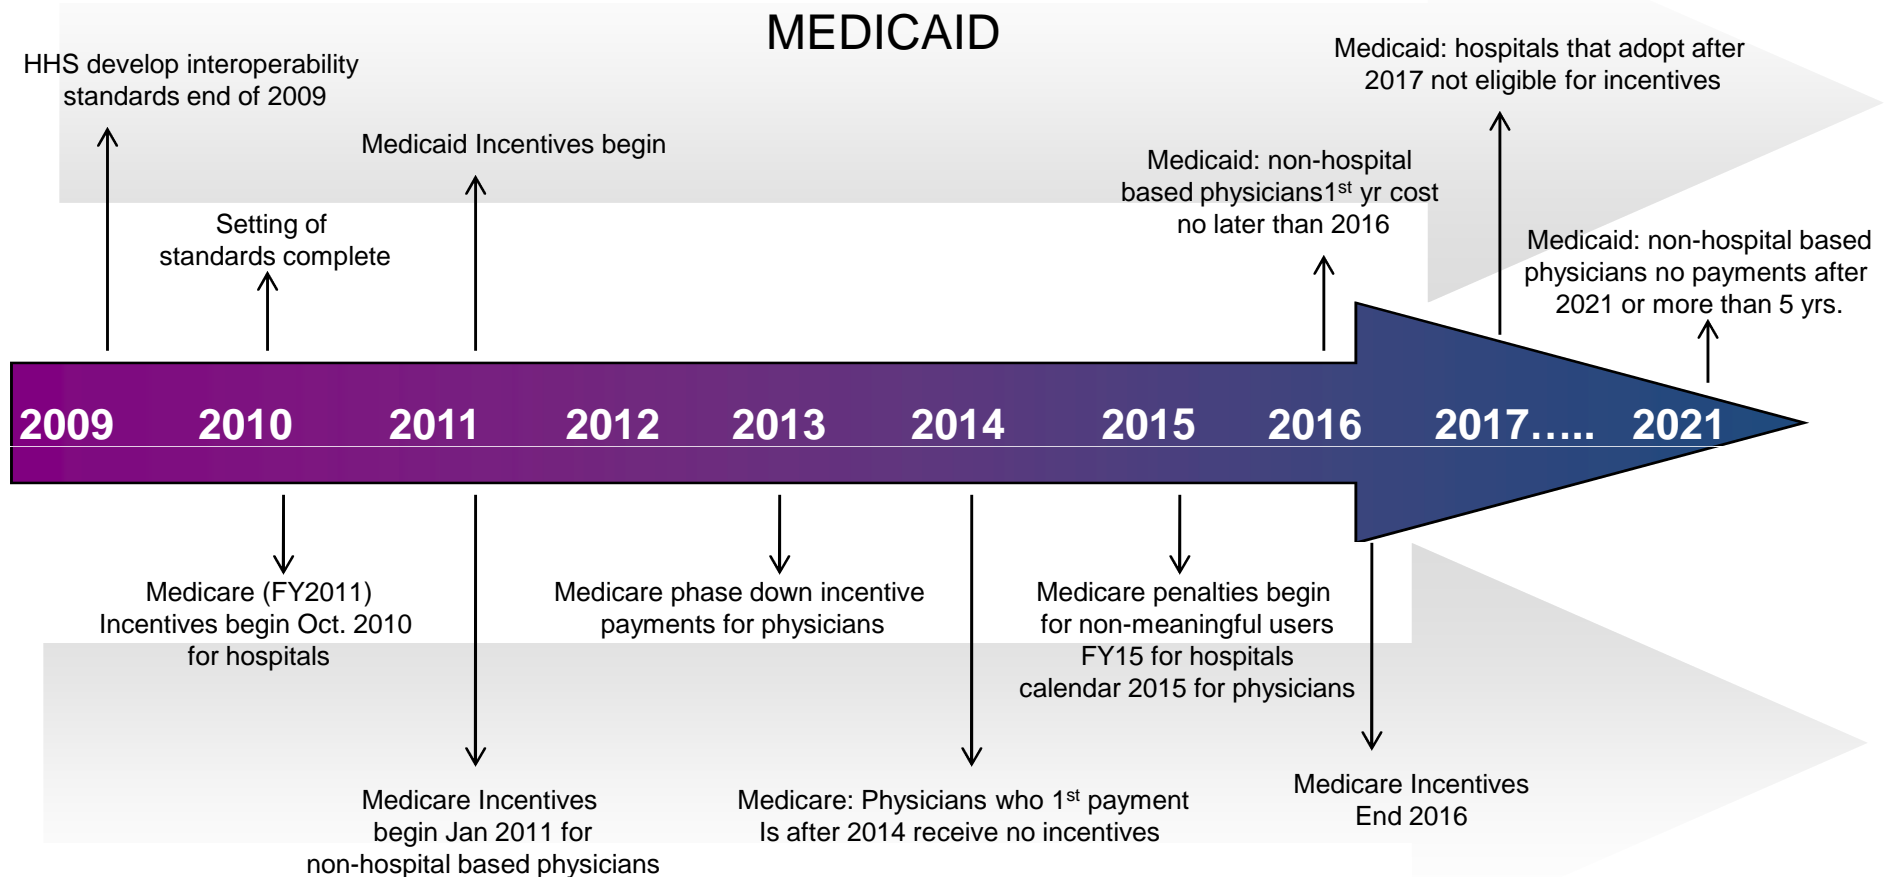 MEDICAID
HHS develop interoperability
standards end of 2009
Setting of
standards complete
Medicaid Incentives begin
Medicaid: non-hospital
based physicians1st yr cost
no later than 2016
Medicaid: hospitals that adopt after
2017 not eligible for incentives
Medicaid: non-hospital based
physicians no payments after
2021 or more than 5 yrs.
2009 2010 2011 2012 2013 2014 2015 2016 2017….. 2021
Medicare (FY2011)
Incentives begin Oct. 2010
for hospitals
Medicare Incentives
begin Jan 2011 for
non-hospital based physicians
Medicare phase down incentive
payments for physicians
Medicare: Physicians who 1st payment
Is after 2014 receive no incentives
Medicare penalties begin
for non-meaningful users
FY15 for hospitals
calendar 2015 for physicians
Medicare Incentives
End 2016